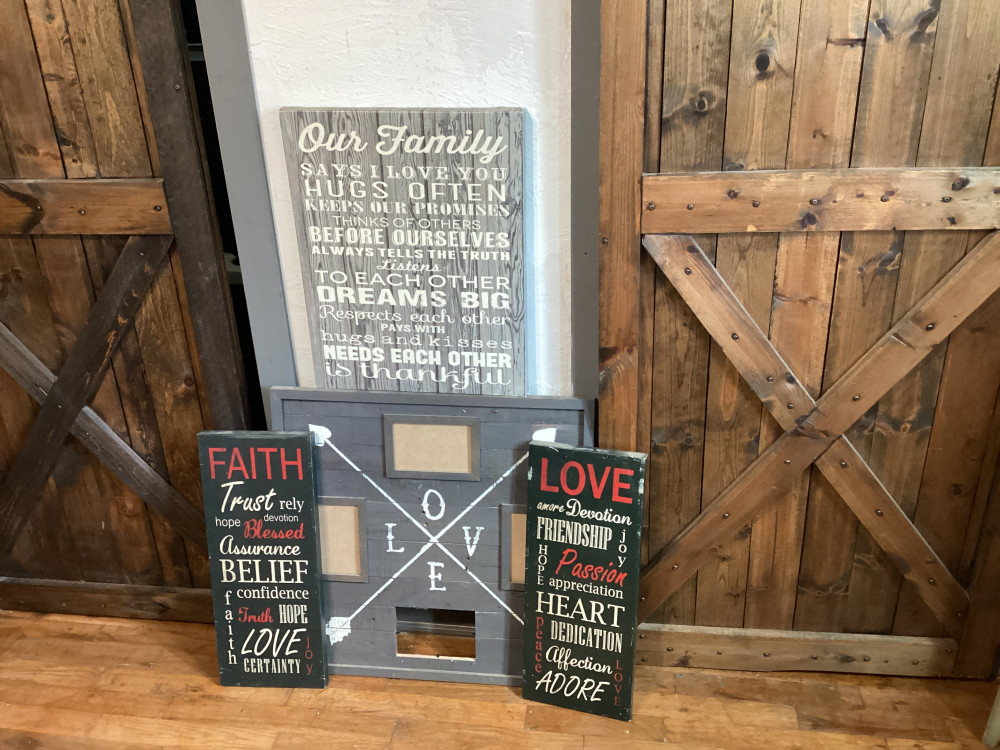 Our Family
SAYS I LOVE YOU
HUGS OFTEN
KEEPS OUR PROMISES
THINKS OF OTHERS
BEFORE OURSELVES
ALWAYS TELLS THE TRUTH
Listens
TO EACH OTHER
DREAMS BIG
Respects each other
PAYS WITH
hugs and kisses
NEEDS EACH OTHER
is thankful
O
L V
E
FAITH
Trust rely
hope devotion
Blessed
Assurance
BELIEF
confidence
faith
Truth HOPE
LOVE
joy
CERTAINTY
LOVE
amore Devotion
FRIENDSHIP
joy
HOPE
Passion
appreciation
HEART
peace
DEDICATION
Affection
LOVE
ADORE